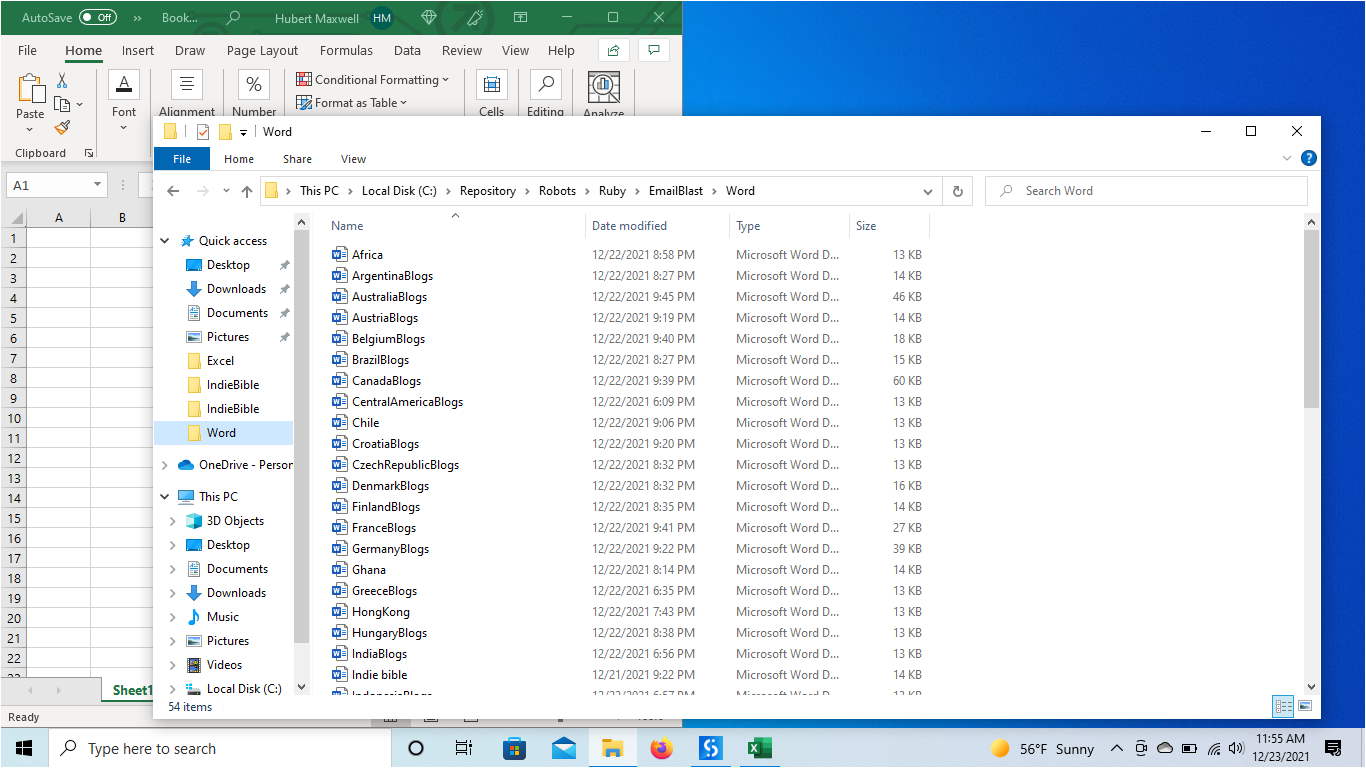 AutoSave Off Book... Hubert Maxwell HM
File Home Insert Draw Page Layout Formulas Data Review View Help
Paste Font Alignment Number Conditional Formatting Format as Table Cells Editing Analyze
Clipboard
A1
A B
1
2
3
4
5
6
7
8
9
10
11
12
13
14
15
16
17
18
19
20
21
22
Sheet1
Ready
Word
File Home Share View
This PC Local Disk (C:) Repository Robots Ruby EmailBlast Word Search Word
Quick access
Desktop
Downloads
Documents
Pictures
Excel
IndieBible
IndieBible
Word
OneDrive - Person
This PC
3D Objects
Desktop
Documents
Downloads
Music
Pictures
Videos
Local Disk (C:)
Name Date modified Type Size
Africa 12/22/2021 8:58 PM Microsoft Word D... 13 KB
ArgentinaBlogs 12/22/2021 8:27 PM Microsoft Word D... 14 KB
AustraliaBlogs 12/22/2021 9:45 PM Microsoft Word D... 46 KB
AustriaBlogs 12/22/2021 9:19 PM Microsoft Word D... 14 KB
BelgiumBlogs 12/22/2021 9:40 PM Microsoft Word D... 18 KB
BrazilBlogs 12/22/2021 8:27 PM Microsoft Word D... 15 KB
CanadaBlogs 12/22/2021 9:39 PM Microsoft Word D... 60 KB
CentralAmericaBlogs 12/22/2021 6:09 PM Microsoft Word D... 13 KB
Chile 12/22/2021 9:06 PM Microsoft Word D... 13 KB
CroatiaBlogs 12/22/2021 9:20 PM Microsoft Word D... 13 KB
CzechRepublicBlogs 12/22/2021 8:32 PM Microsoft Word D... 13 KB
DenmarkBlogs 12/22/2021 8:32 PM Microsoft Word D... 16 KB
FinlandBlogs 12/22/2021 8:35 PM Microsoft Word D... 14 KB
FranceBlogs 12/22/2021 9:41 PM Microsoft Word D... 27 KB
GermanyBlogs 12/22/2021 9:22 PM Microsoft Word D... 39 KB
Ghana 12/22/2021 8:14 PM Microsoft Word D... 14 KB
GreeceBlogs 12/22/2021 6:35 PM Microsoft Word D... 13 KB
HongKong 12/22/2021 7:43 PM Microsoft Word D... 13 KB
HungaryBlogs 12/22/2021 8:38 PM Microsoft Word D... 13 KB
IndiaBlogs 12/22/2021 6:56 PM Microsoft Word D... 13 KB
Indie bible 12/21/2021 9:22 PM Microsoft Word D... 14 KB
54 items
Type here to search
56°F Sunny
11:55 AM
12/23/2021